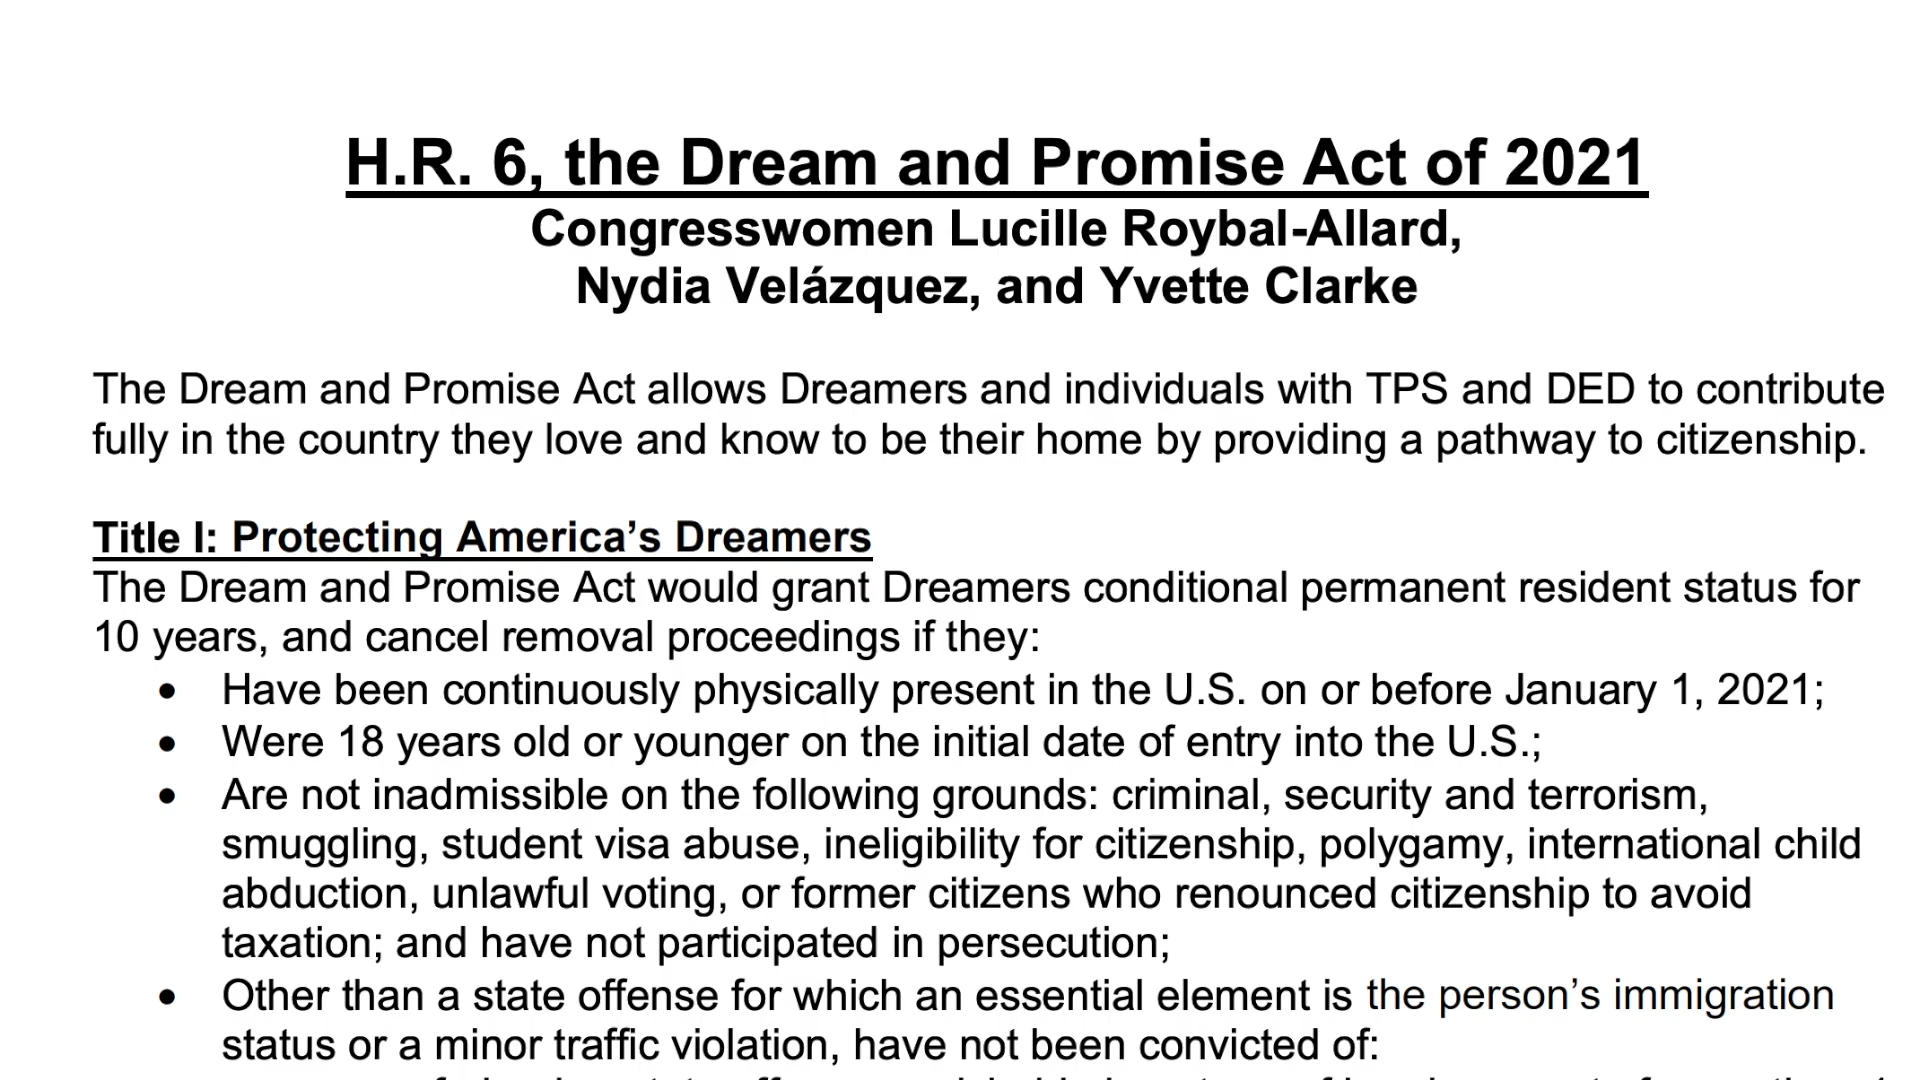 H.R. 6, the Dream and Promise Act of 2021
Congresswomen Lucille Roybal-Allard,
Nydia Velázquez, and Yvette Clarke
The Dream and Promise Act allows Dreamers and individuals with TPS and DED to contribute
fully in the country they love and know to be their home by providing a pathway to citizenship.
Title I: Protecting America’s Dreamers
The Dream and Promise Act would grant Dreamers conditional permanent resident status for
10 years, and cancel removal proceedings if they:
• Have been continuously physically present in the U.S. on or before January 1, 2021;
• Were 18 years old or younger on the initial date of entry into the U.S.;
• Are not inadmissible on the following grounds: criminal, security and terrorism,
smuggling, student visa abuse, ineligibility for citizenship, polygamy, international child
abduction, unlawful voting, or former citizens who renounced citizenship to avoid
taxation; and have not participated in persecution;
• Other than a state offense for which an essential element is the person’s immigration
status or a minor traffic violation, have not been convicted of: